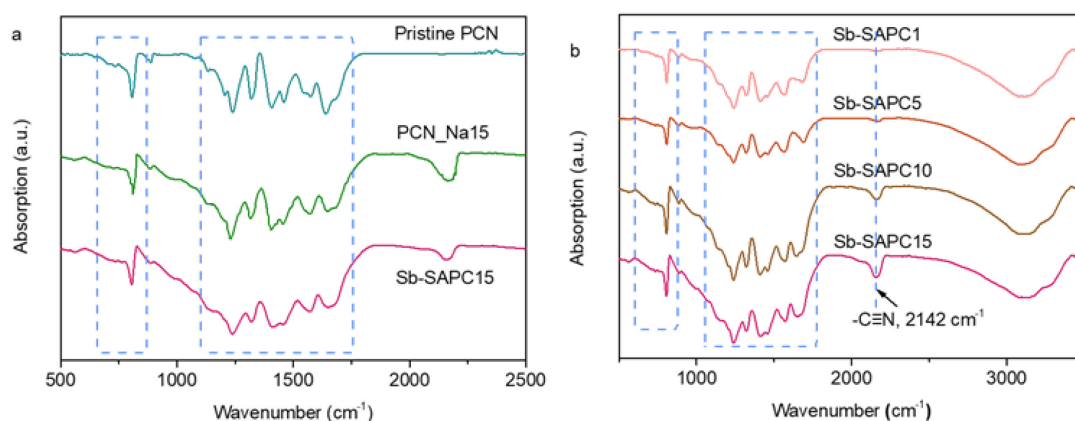 a
Pristine PCN
PCN_Na15
Sb-SAPC15
Absorption (a.u.)
500 1000 1500 2000 2500
Wavenumber (cm⁻¹)
b
Sb-SAPC1
Sb-SAPC5
Sb-SAPC10
Sb-SAPC15
-C≡N, 2142 cm⁻¹
Absorption (a.u.)
1000 2000 3000
Wavenumber (cm⁻¹)